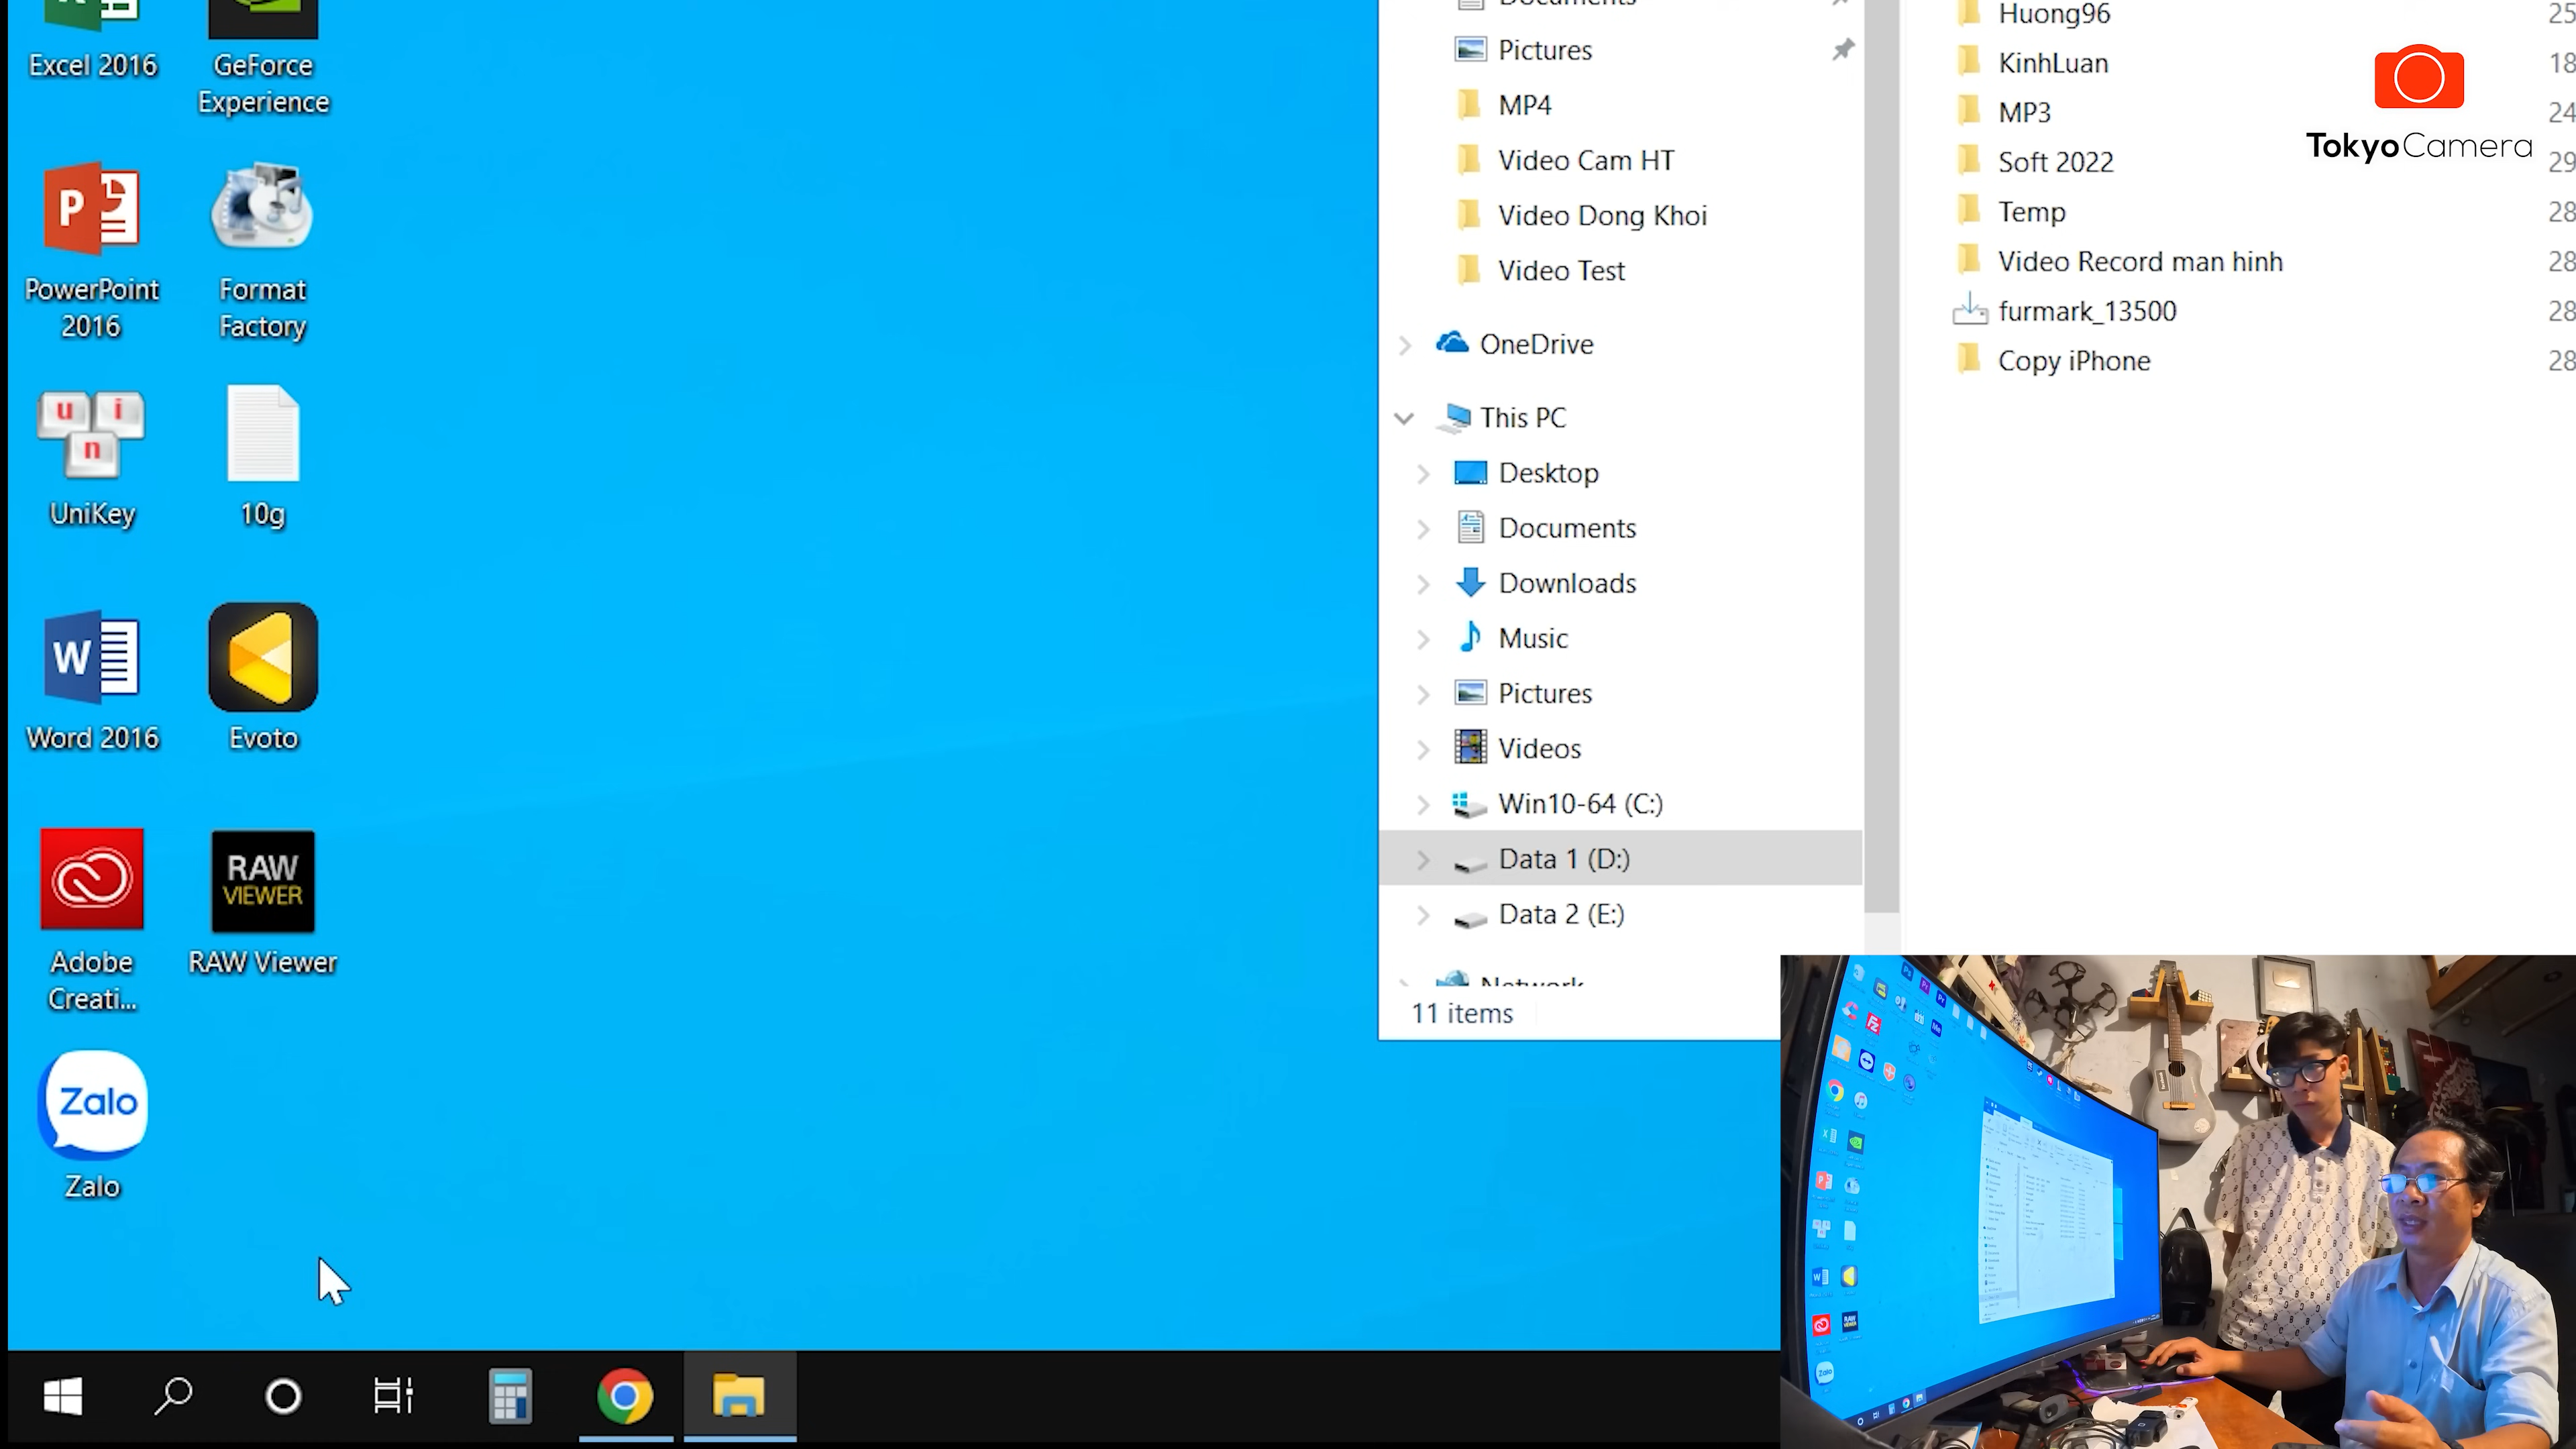 Excel 2016
GeForce
Experience
P
PowerPoint
2016
Format
Factory
u i
n
UniKey
10g
W
Word 2016
Evoto
Adobe
Creati...
RAW
VIEWER
RAW Viewer
Zalo
Zalo
Documents
Pictures
MP4
Video Cam HT
Video Dong Khoi
Video Test
OneDrive
This PC
Desktop
Documents
Downloads
Music
Pictures
Videos
Win10-64 (C:)
Data 1 (D:)
Data 2 (E:)
Network
11 items
Huong96 25
KinhLuan 18
MP3 24
Soft 2022 29
Temp 28
Video Record man hinh 28
furmark_13500 28
Copy iPhone 28
TokyoCamera